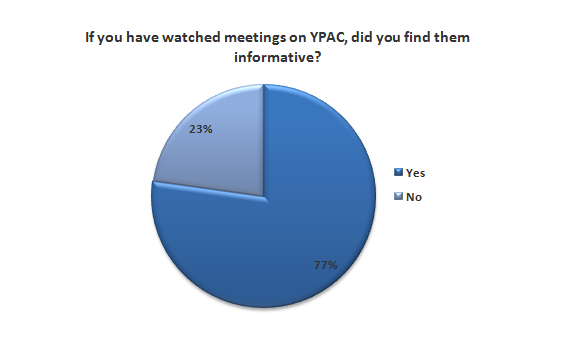 If you have watched meetings on YPAC, did you find them
informative?
23%
Yes
No
77%